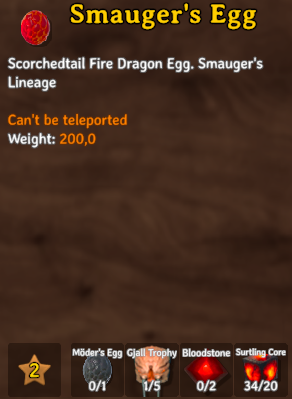 Smauger's Egg
Scorchedtail Fire Dragon Egg. Smauger's
Lineage
Can't be teleported
Weight: 200,0
2
Möder's Egg Gjall Trophy Bloodstone Surtling Core
0/1 1/5 0/2 34/20